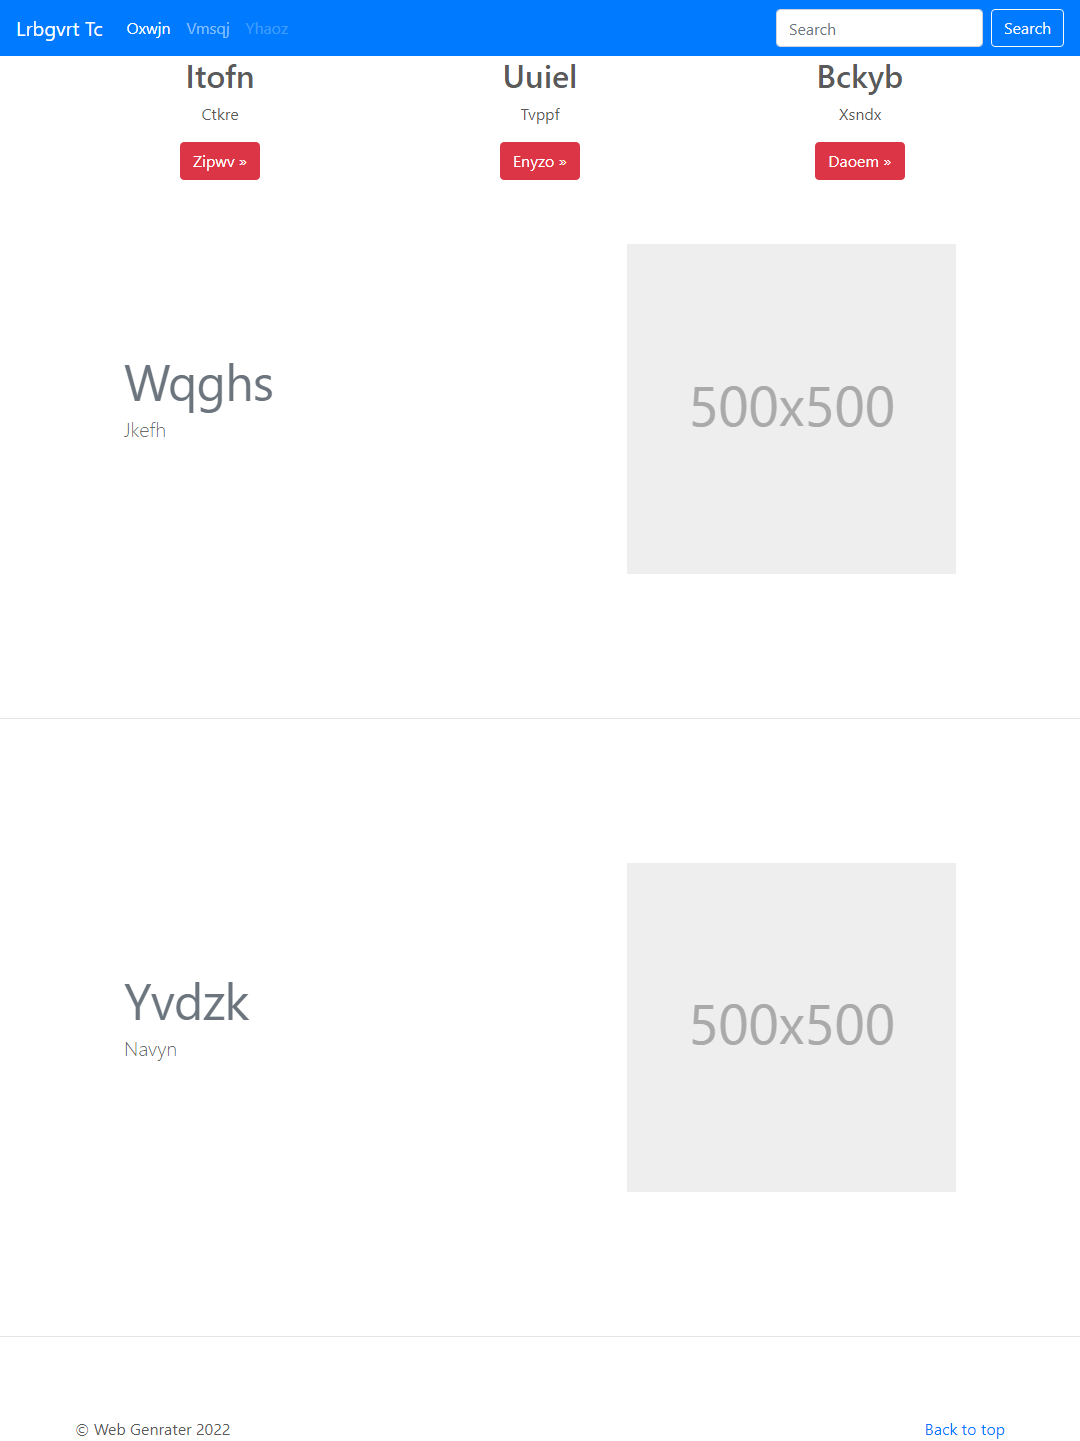 Lrbgvrt Tc Oxwjn Vmsqj Yhaoz Search Search
Itofn Uuiel Bckyb
Ctkre Tvppf Xsndx
Zipwv » Enyzo » Daoem »
Wqghs
Jkefh
500x500
Yvdzk
Navyn
500x500
© Web Genrater 2022 Back to top